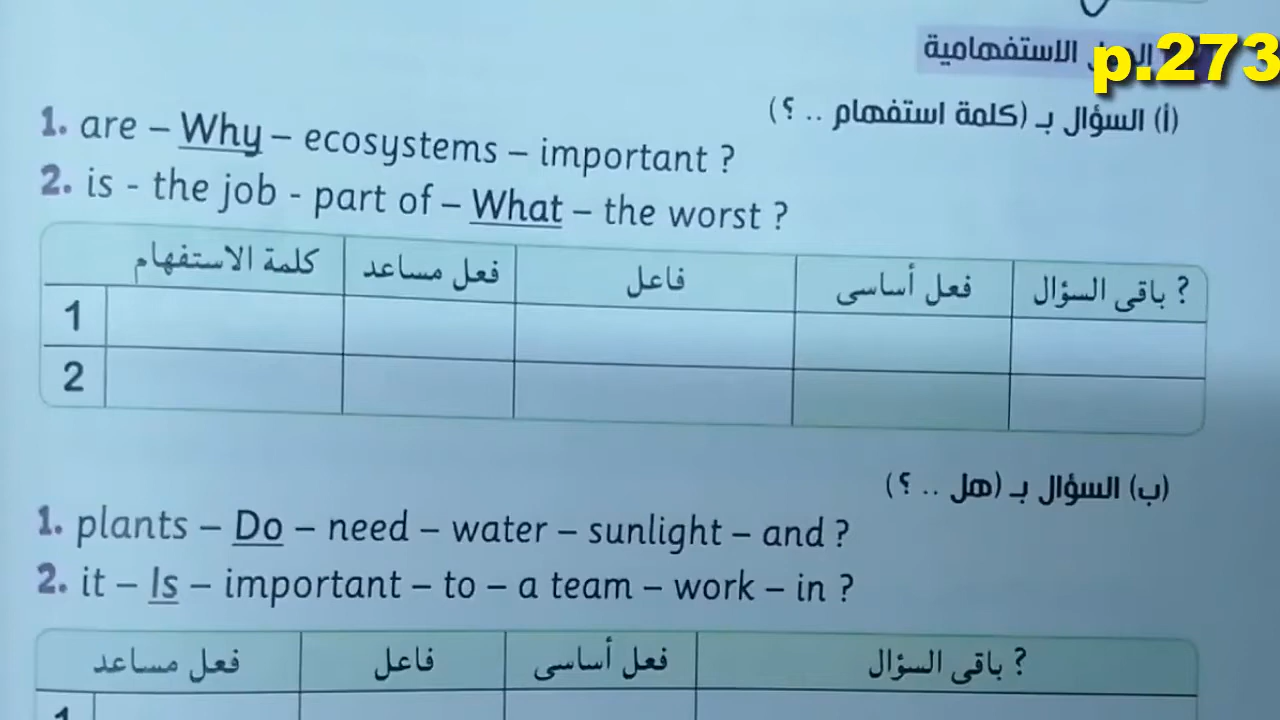 الاستفهامية
p.273
(أ) السؤال بـ (كلمة استفهام .. ؟)
1. are – Why – ecosystems – important ?
2. is - the job - part of – What – the worst ?
كلمة الاستفهام فعل مساعد فاعل فعل أساسى باقى السؤال ?
1
2
(ب) السؤال بـ (هل .. ؟)
1. plants – Do – need – water – sunlight – and ?
2. it – Is – important – to – a team – work – in ?
فعل مساعد فاعل فعل أساسى باقى السؤال ?
1